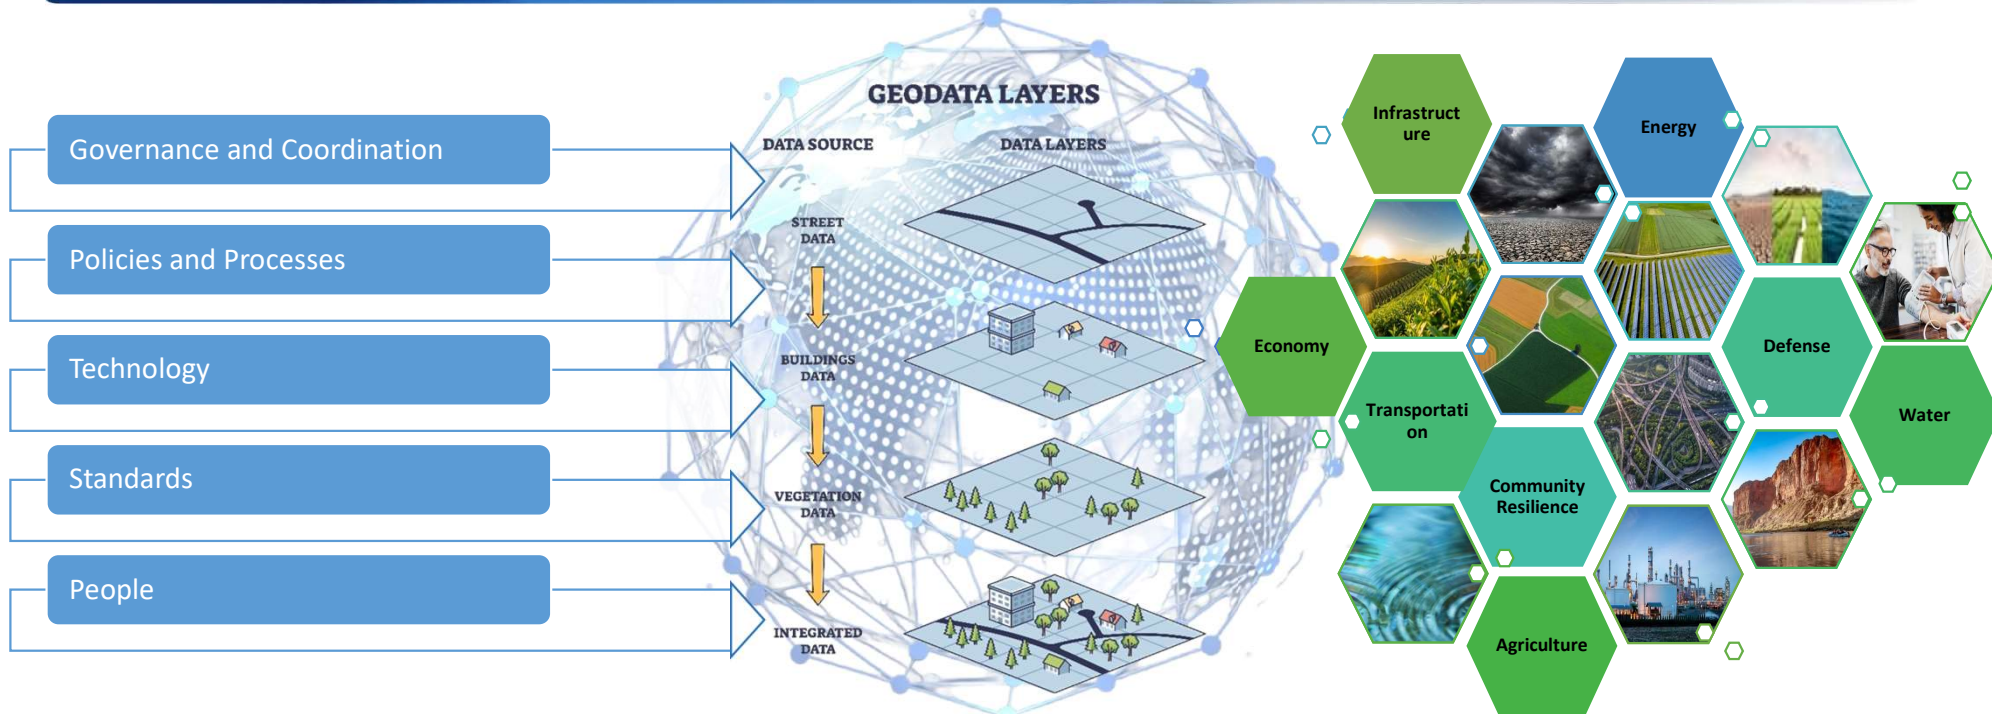 Governance and Coordination
Policies and Processes
Technology
Standards
People
GEODATA LAYERS
DATA SOURCE
DATA LAYERS
STREET
DATA
BUILDINGS
DATA
VEGETATION
DATA
INTEGRATED
DATA
Infrastruct
ure
Energy
Economy
Defense
Transportati
on
Water
Community
Resilience
Agriculture